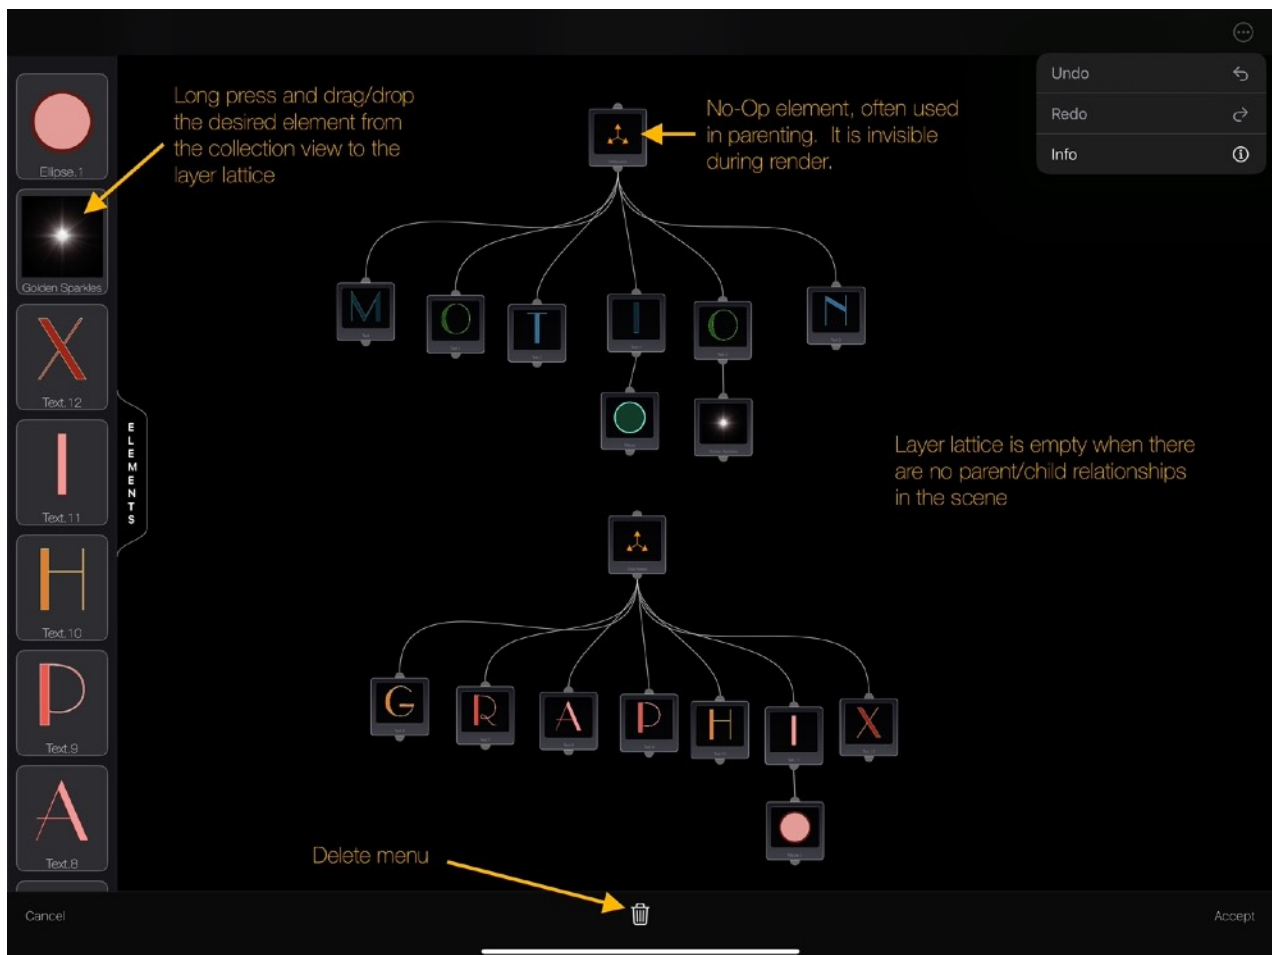 Undo
Redo
Info
Long press and drag/drop
the desired element from
the collection view to the
layer lattice
No-Op element, often used
in parenting. It is invisible
during render.
Ellipse.1
Golden Sparkles
X
Text.12
I
Text.11
H
Text.10
P
Text.9
A
Text.8
ELEMENTS
M
O
T
I
O
N
Layer lattice is empty when there
are no parent/child relationships
in the scene
G
R
A
P
H
I
X
Delete menu
Cancel
Accept